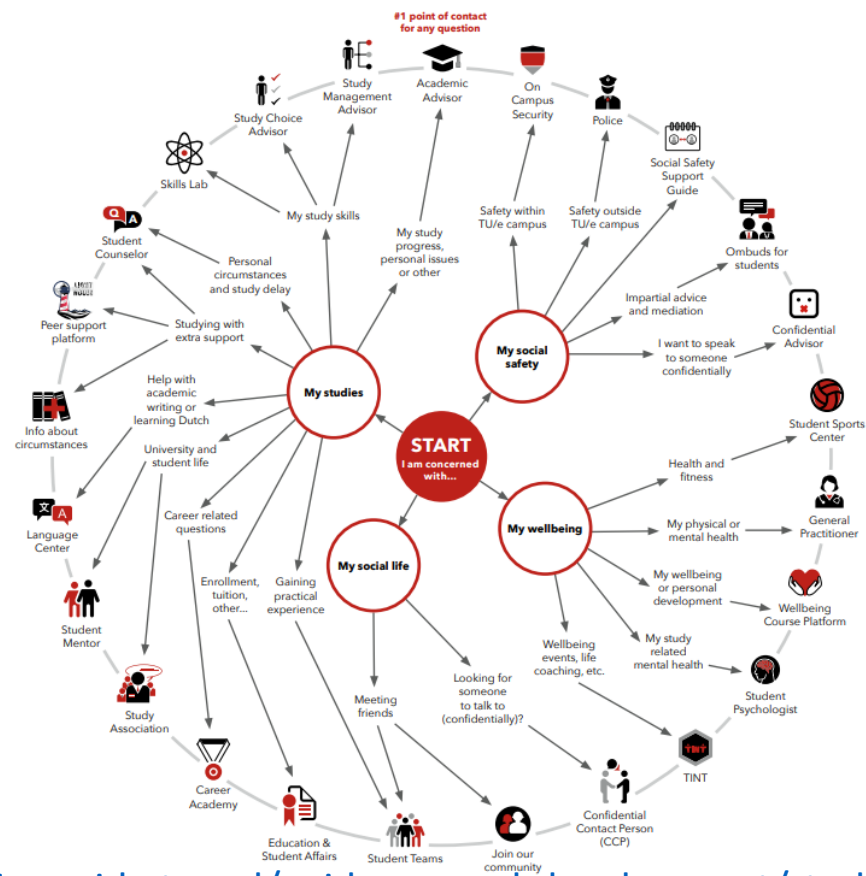 #1 point of contact
for any question
Study
Management
Advisor
Academic
Advisor
On
Campus
Security
Police
Study Choice
Advisor
Social Safety
Support
Guide
Skills Lab
My study skills
My study
progress,
personal issues
or other
Safety within
TU/e campus
Safety outside
TU/e campus
Ombuds for
students
Q A
Student
Counselor
Personal
circumstances
and study delay
Impartial advice
and mediation
Peer support
platform
Studying with
extra support
My social
safety
I want to speak
to someone
confidentially
Confidential
Advisor
My studies
Help with
academic
writing or
learning Dutch
Info about
circumstances
START
I am concerned
with...
Student Sports
Center
University and
student life
Health and
fitness
文 A
Language
Center
Career related
questions
My wellbeing
My physical or
mental health
General
Practitioner
My social life
Enrollment,
tuition,
other...
Gaining
practical
experience
My wellbeing
or personal
development
Wellbeing
Course Platform
Student
Mentor
Wellbeing
events, life
coaching, etc.
My study
related
mental health
Student
Psychologist
Looking for
someone
to talk to
(confidentially)?
Meeting
friends
Study
Association
TINT
TINT
Career
Academy
Confidential
Contact Person
(CCP)
Education &
Student Affairs
Student Teams
Join our
community